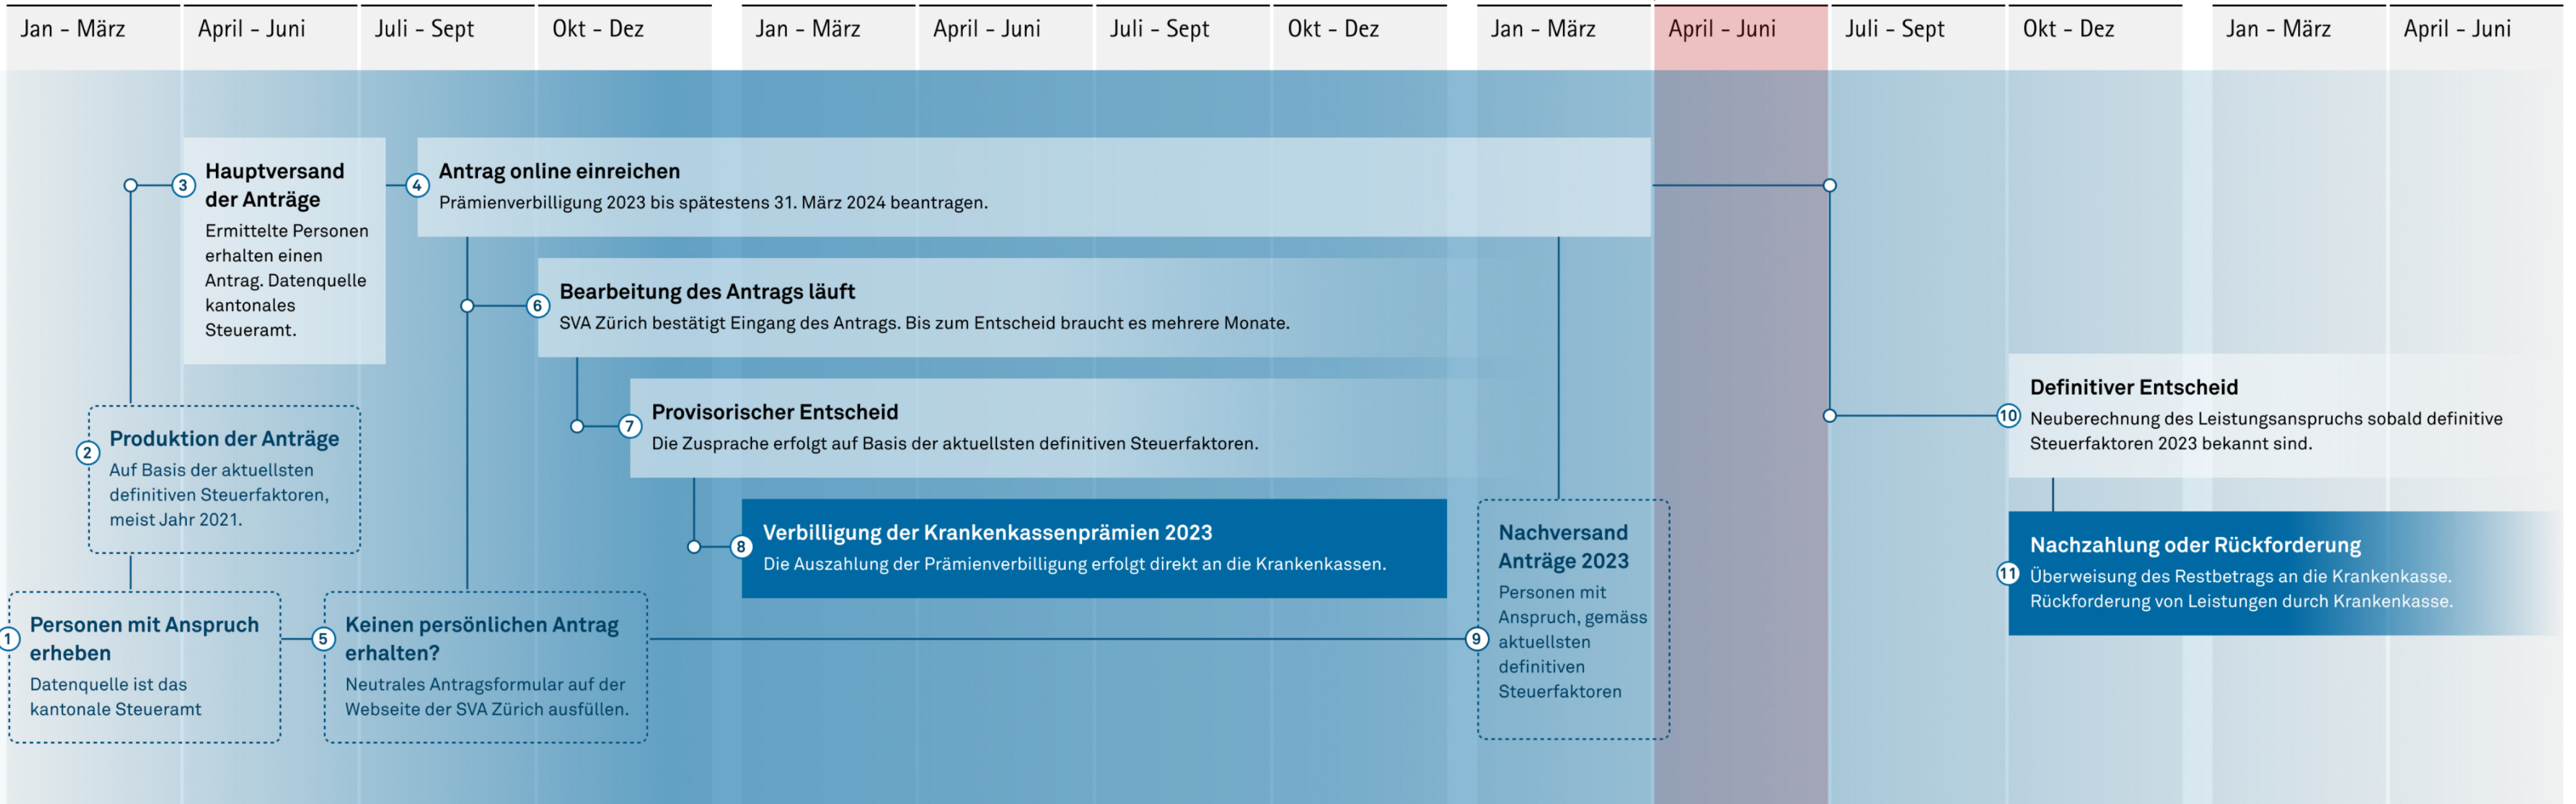 Jan - März
April - Juni
Juli - Sept
Okt - Dez
Jan - März
April - Juni
Juli - Sept
Okt - Dez
Jan - März
April - Juni
Juli - Sept
Okt - Dez
Jan - März
April - Juni
1
Personen mit Anspruch
erheben
Datenquelle ist das
kantonale Steueramt
2
Produktion der Anträge
Auf Basis der aktuellsten
definitiven Steuerfaktoren,
meist Jahr 2021.
3
Hauptversand
der Anträge
Ermittelte Personen
erhalten einen
Antrag. Datenquelle
kantonales
Steueramt.
4
Antrag online einreichen
Prämienverbilligung 2023 bis spätestens 31. März 2024 beantragen.
5
Keinen persönlichen Antrag
erhalten?
Neutrales Antragsformular auf der
Webseite der SVA Zürich ausfüllen.
6
Bearbeitung des Antrags läuft
SVA Zürich bestätigt Eingang des Antrags. Bis zum Entscheid braucht es mehrere Monate.
7
Provisorischer Entscheid
Die Zusprache erfolgt auf Basis der aktuellsten definitiven Steuerfaktoren.
8
Verbilligung der Krankenkassenprämien 2023
Die Auszahlung der Prämienverbilligung erfolgt direkt an die Krankenkassen.
9
Nachversand
Anträge 2023
Personen mit
Anspruch, gemäss
aktuellsten
definitiven
Steuerfaktoren
10
Definitiver Entscheid
Neuberechnung des Leistungsanspruchs sobald definitive
Steuerfaktoren 2023 bekannt sind.
11
Nachzahlung oder Rückforderung
Überweisung des Restbetrags an die Krankenkasse.
Rückforderung von Leistungen durch Krankenkasse.